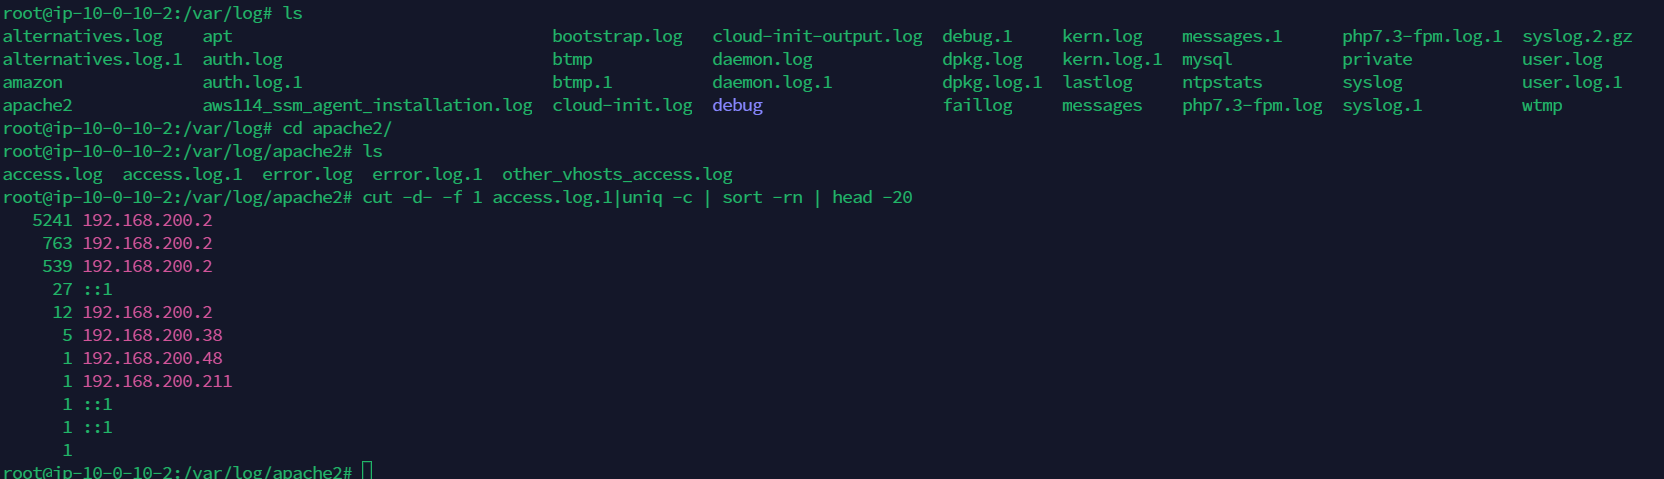 root@ip-10-0-10-2:/var/log# ls
alternatives.log    apt                                bootstrap.log   cloud-init-output.log  debug.1     kern.log    messages.1      php7.3-fpm.log.1  syslog.2.gz
alternatives.log.1  auth.log                           btmp            daemon.log             dpkg.log    kern.log.1  mysql           private           user.log
amazon              auth.log.1                         btmp.1          daemon.log.1           dpkg.log.1  lastlog     ntpstats        syslog            user.log.1
apache2             aws114_ssm_agent_installation.log  cloud-init.log  debug                  faillog     messages    php7.3-fpm.log  syslog.1          wtmp
root@ip-10-0-10-2:/var/log# cd apache2/
root@ip-10-0-10-2:/var/log/apache2# ls
access.log  access.log.1  error.log  error.log.1  other_vhosts_access.log
root@ip-10-0-10-2:/var/log/apache2# cut -d- -f 1 access.log.1|uniq -c | sort -rn | head -20
   5241 192.168.200.2
    763 192.168.200.2
    539 192.168.200.2
     27 ::1
     12 192.168.200.2
      5 192.168.200.38
      1 192.168.200.48
      1 192.168.200.211
      1 ::1
      1 ::1
      1
root@ip-10-0-10-2:/var/log/apache2#